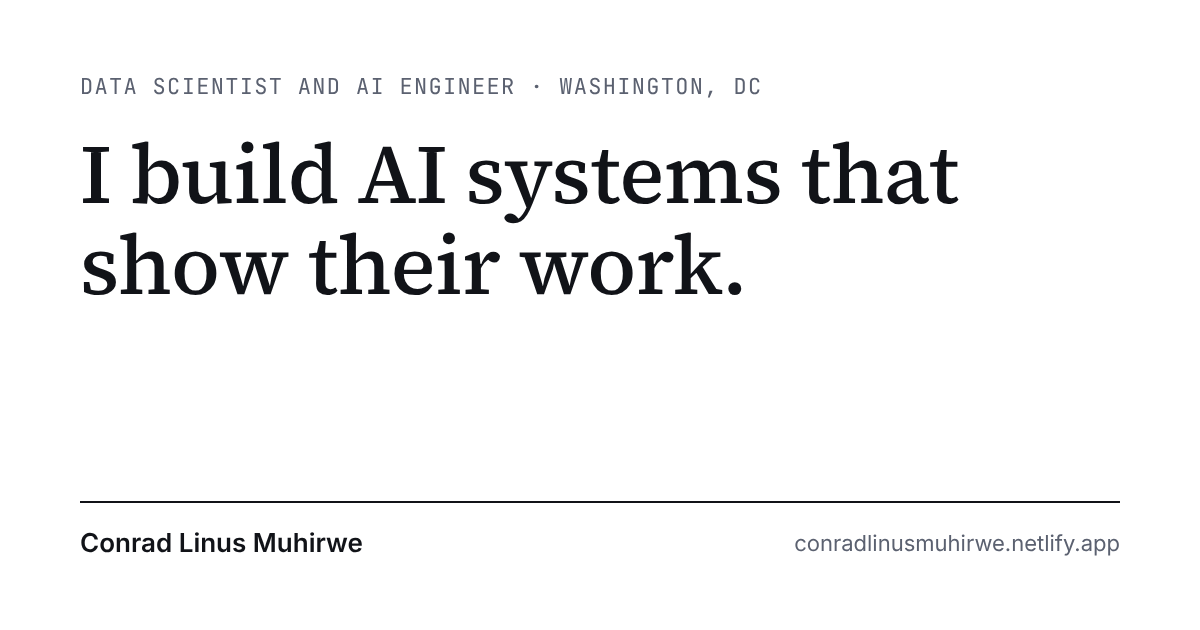 DATA SCIENTIST AND AI ENGINEER · WASHINGTON, DC
I build AI systems that
show their work.
Conrad Linus Muhirwe
conradlinusmuhirwe.netlify.app